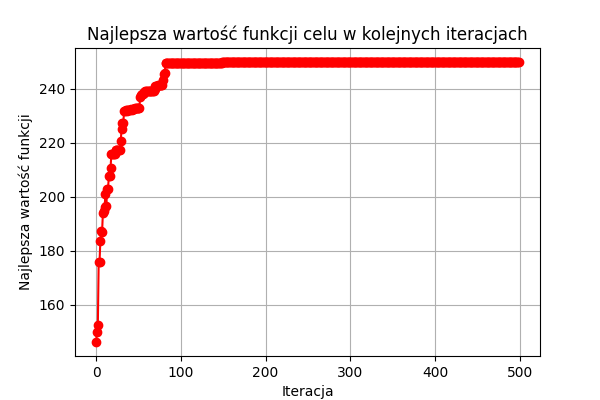 Najlepsza wartość funkcji celu w kolejnych iteracjach
Najlepsza wartość funkcji
240
220
200
180
160
0 100 200 300 400 500
Iteracja